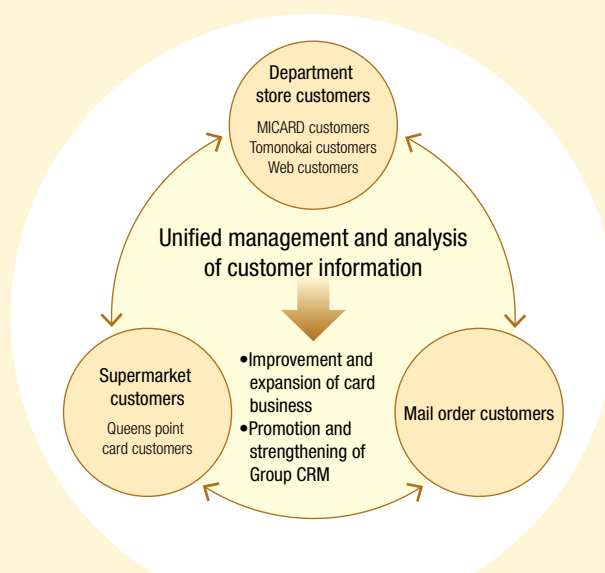 Department
store customers
MICARD customers
Tomonokai customers
Web customers
Unified management and analysis
of customer information
Supermarket
customers
Queens point
card customers
•Improvement and
expansion of card
business
•Promotion and
strengthening of
Group CRM
Mail order customers